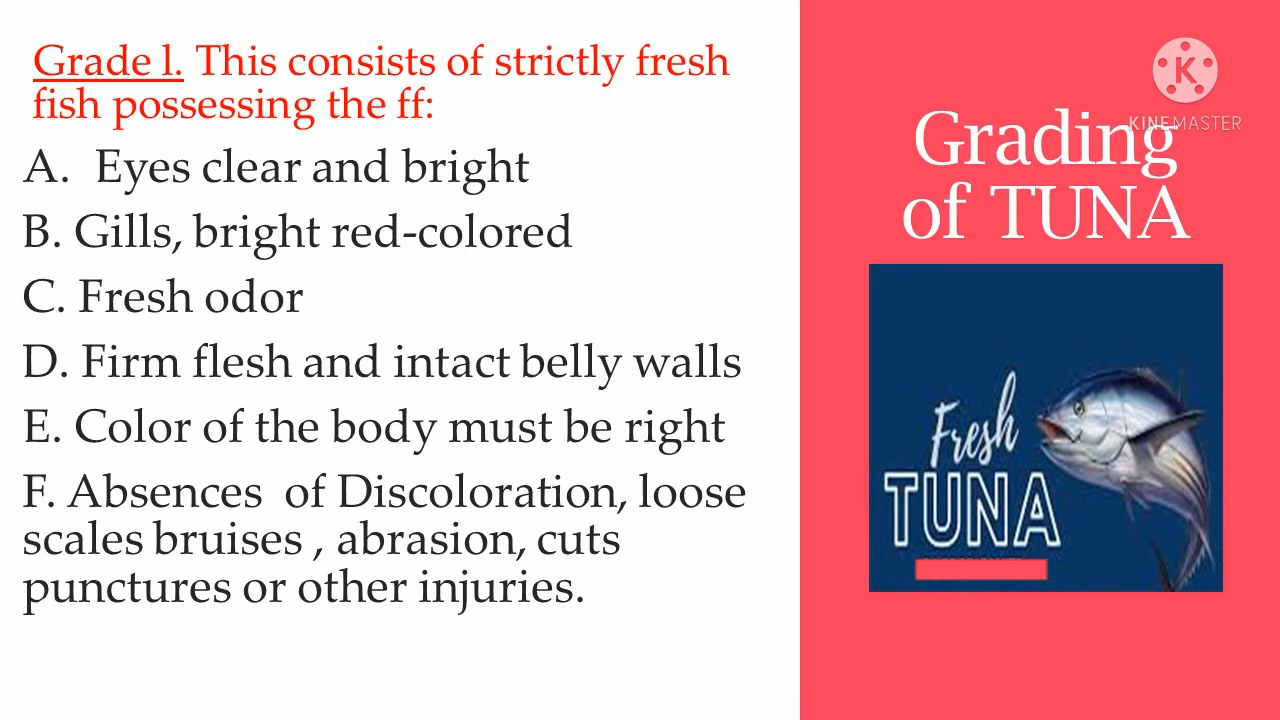 Grade l. This consists of strictly fresh
fish possessing the ff:
A. Eyes clear and bright
B. Gills, bright red-colored
C. Fresh odor
D. Firm flesh and intact belly walls
E. Color of the body must be right
F. Absences of Discoloration, loose
scales bruises , abrasion, cuts
punctures or other injuries.
K
KINEMASTER
Grading
of TUNA
Fresh
TUNA